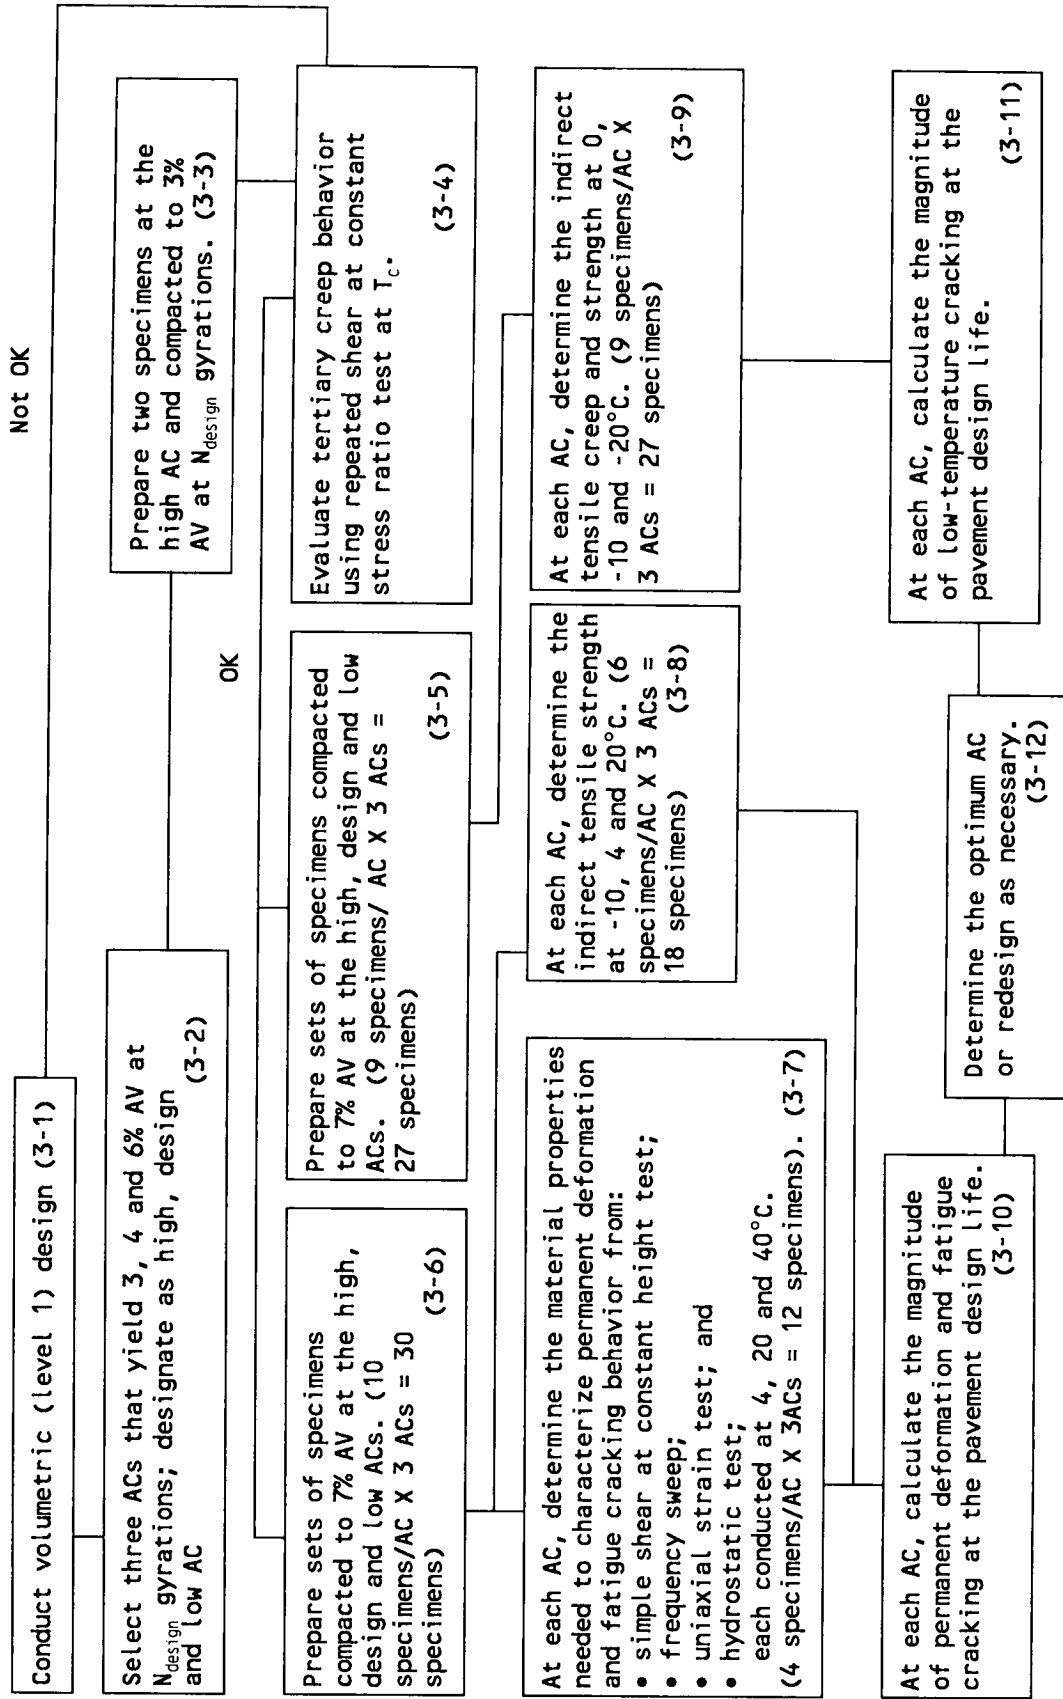 Not OK
Conduct volumetric (level 1) design (3-1)
Select three ACs that yield 3, 4 and 6% AV at
Ndesign gyrations; designate as high, design
and low AC
(3-2)
Prepare two specimens at the
high AC and compacted to 3%
AV at Ndesign gyrations. (3-3)
OK
Prepare sets of specimens
compacted to 7% AV at the high,
design and low ACs. (10
specimens/AC X 3 ACs = 30
specimens)
(3-6)
Prepare sets of specimens compacted
to 7% AV at the high, design and low
ACs. (9 specimens/ AC X 3 ACs =
27 specimens)
(3-5)
Evaluate tertiary creep behavior
using repeated shear at constant
stress ratio test at Tc.
(3-4)
At each AC, determine the material properties
needed to characterize permanent deformation
and fatigue cracking behavior from:
• simple shear at constant height test;
• frequency sweep;
• uniaxial strain test; and
• hydrostatic test;
each conducted at 4, 20 and 40°C.
(4 specimens/AC X 3ACs = 12 specimens). (3-7)
At each AC, determine the
indirect tensile strength
at -10, 4 and 20°C. (6
specimens/AC X 3 ACs =
18 specimens) (3-8)
At each AC, determine the indirect
tensile creep and strength at 0,
-10 and -20°C. (9 specimens/AC X
3 ACs = 27 specimens)
(3-9)
At each AC, calculate the magnitude
of permanent deformation and fatigue
cracking at the pavement design life.
(3-10)
Determine the optimum AC
or redesign as necessary.
(3-12)
At each AC, calculate the magnitude
of low-temperature cracking at the
pavement design life.
(3-11)